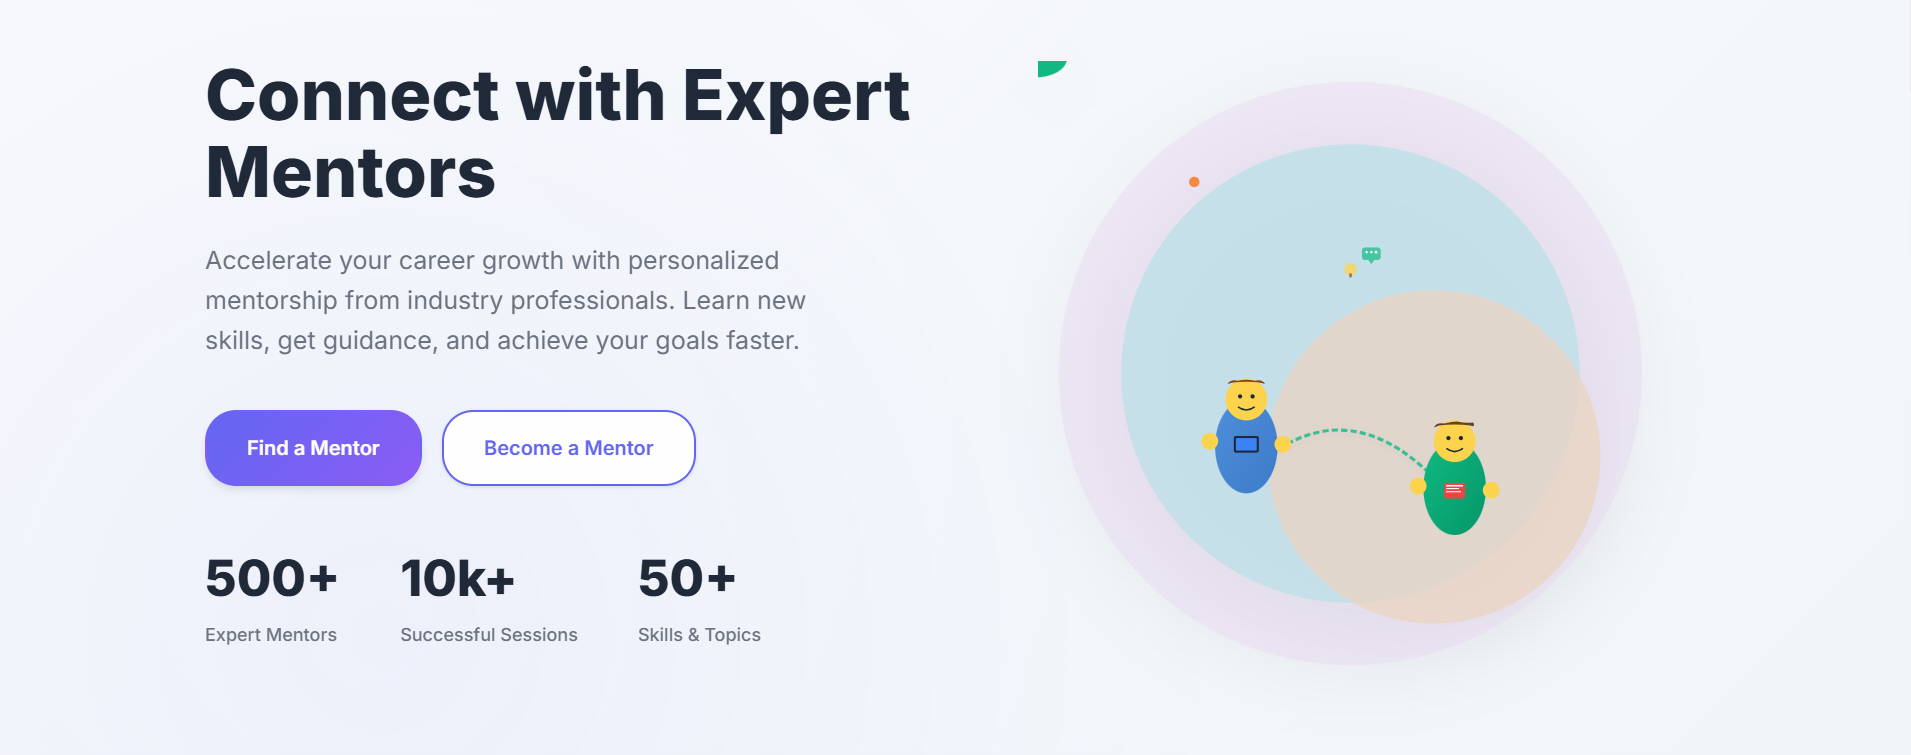 Connect with Expert
Mentors
Accelerate your career growth with personalized
mentorship from industry professionals. Learn new
skills, get guidance, and achieve your goals faster.
Find a Mentor
Become a Mentor
500+
10k+
50+
Expert Mentors
Successful Sessions
Skills & Topics